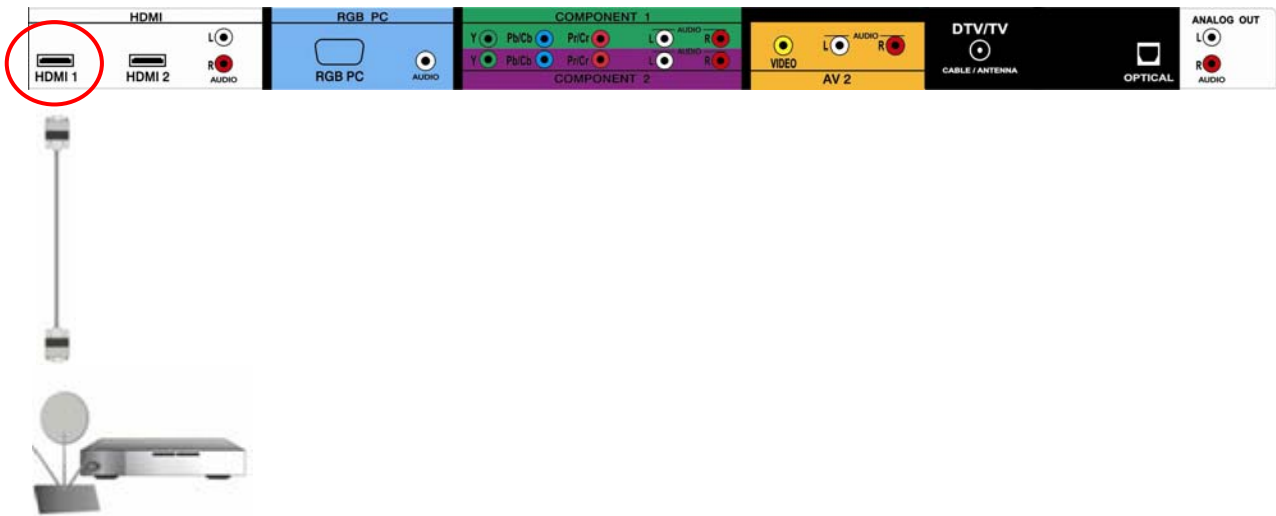 HDMI
HDMI 1
HDMI 2
L
R
AUDIO
RGB PC
RGB PC
AUDIO
COMPONENT 1
Y Pb/Cb Pr/Cr L AUDIO R
Y Pb/Cb Pr/Cr L AUDIO R
COMPONENT 2
VIDEO
L AUDIO R
AV 2
DTV/TV
CABLE / ANTENNA
OPTICAL
ANALOG OUT
L
R
AUDIO